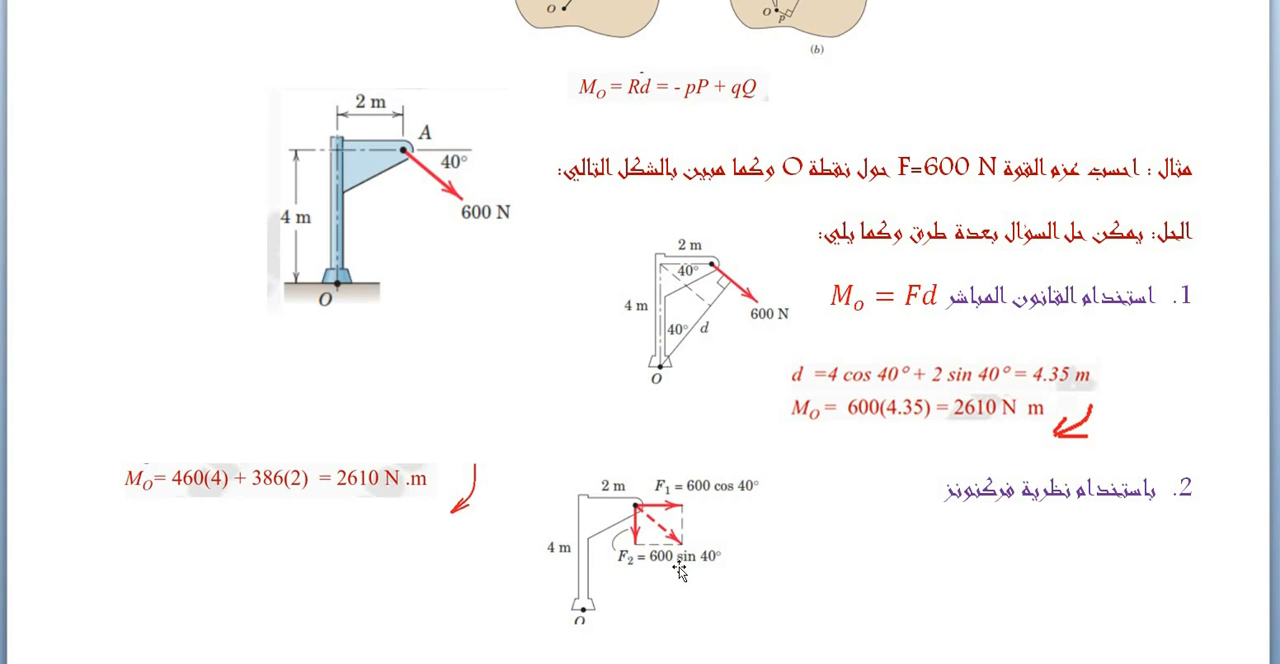 O
O
P
(b)
M_O = Rd = - pP + qQ
2 m
A
40°
600 N
4 m
O
مثال : احسب عزم القوة F=600 N حول نقطة O وكما مبين بالشكل التالي:
الحل: يمكن حل السؤال بعدة طرق وكما يلي:
1. استخدام القانون المباشر M_o = Fd
2 m
40°
4 m
600 N
40°
d
O
d =4 cos 40° + 2 sin 40° = 4.35 m
M_O = 600(4.35) = 2610 N m
2. باستخدام نظرية فركنونز
M_O= 460(4) + 386(2) = 2610 N .m
2 m
F₁ = 600 cos 40°
4 m
F₂ = 600 sin 40°
O